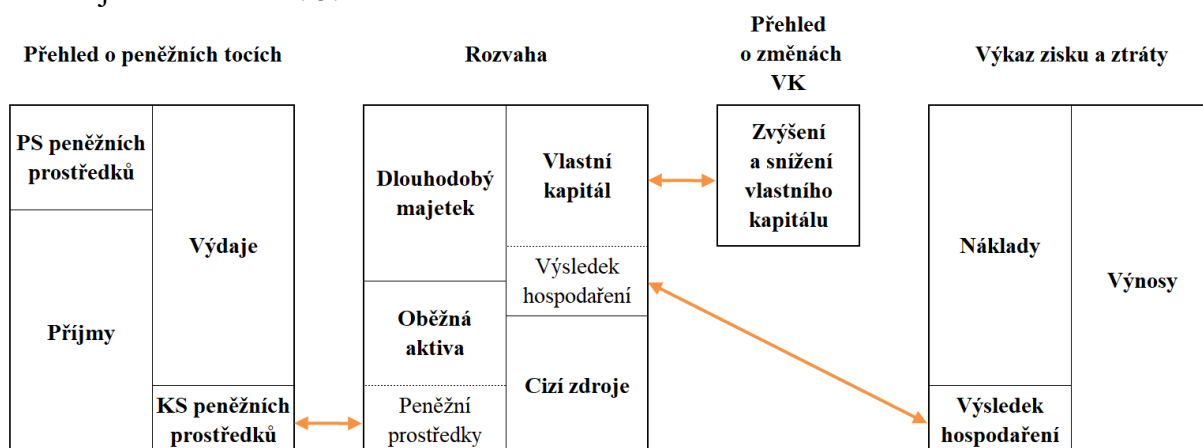 Přehled o peněžních tocích
Rozvaha
Přehled
o změnách
VK
Výkaz zisku a ztráty
PS peněžních
prostředků
Příjmy
Výdaje
KS peněžních
prostředků
Dlouhodobý
majetek
Oběžná
aktiva
Peněžní
prostředky
Vlastní
kapitál
Výsledek
hospodaření
Cizí zdroje
Zvýšení
a snížení
vlastního
kapitálu
Náklady
Výsledek
hospodaření
Výnosy